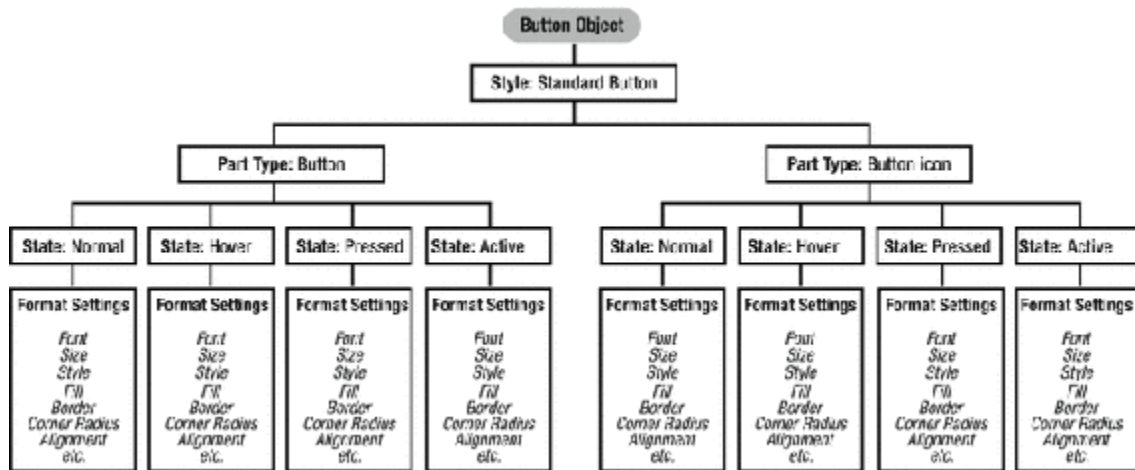 Button Object
Style: Standard Button
Part Type: Button
Part Type: Button icon
State: Normal
State: Hover
State: Pressed
State: Active
State: Normal
State: Hover
State: Pressed
State: Active
Format Settings
Font
Size
Style
Fill
Border
Corner Radius
Alignment
etc.
Format Settings
Font
Size
Style
Fill
Border
Corner Radius
Alignment
etc.
Format Settings
Font
Size
Style
Fill
Border
Corner Radius
Alignment
etc.
Format Settings
Font
Size
Style
Fill
Border
Corner Radius
Alignment
etc.
Format Settings
Font
Size
Style
Fill
Border
Corner Radius
Alignment
etc.
Format Settings
Font
Size
Style
Fill
Border
Corner Radius
Alignment
etc.
Format Settings
Font
Size
Style
Fill
Border
Corner Radius
Alignment
etc.
Format Settings
Font
Size
Style
Fill
Border
Corner Radius
Alignment
etc.